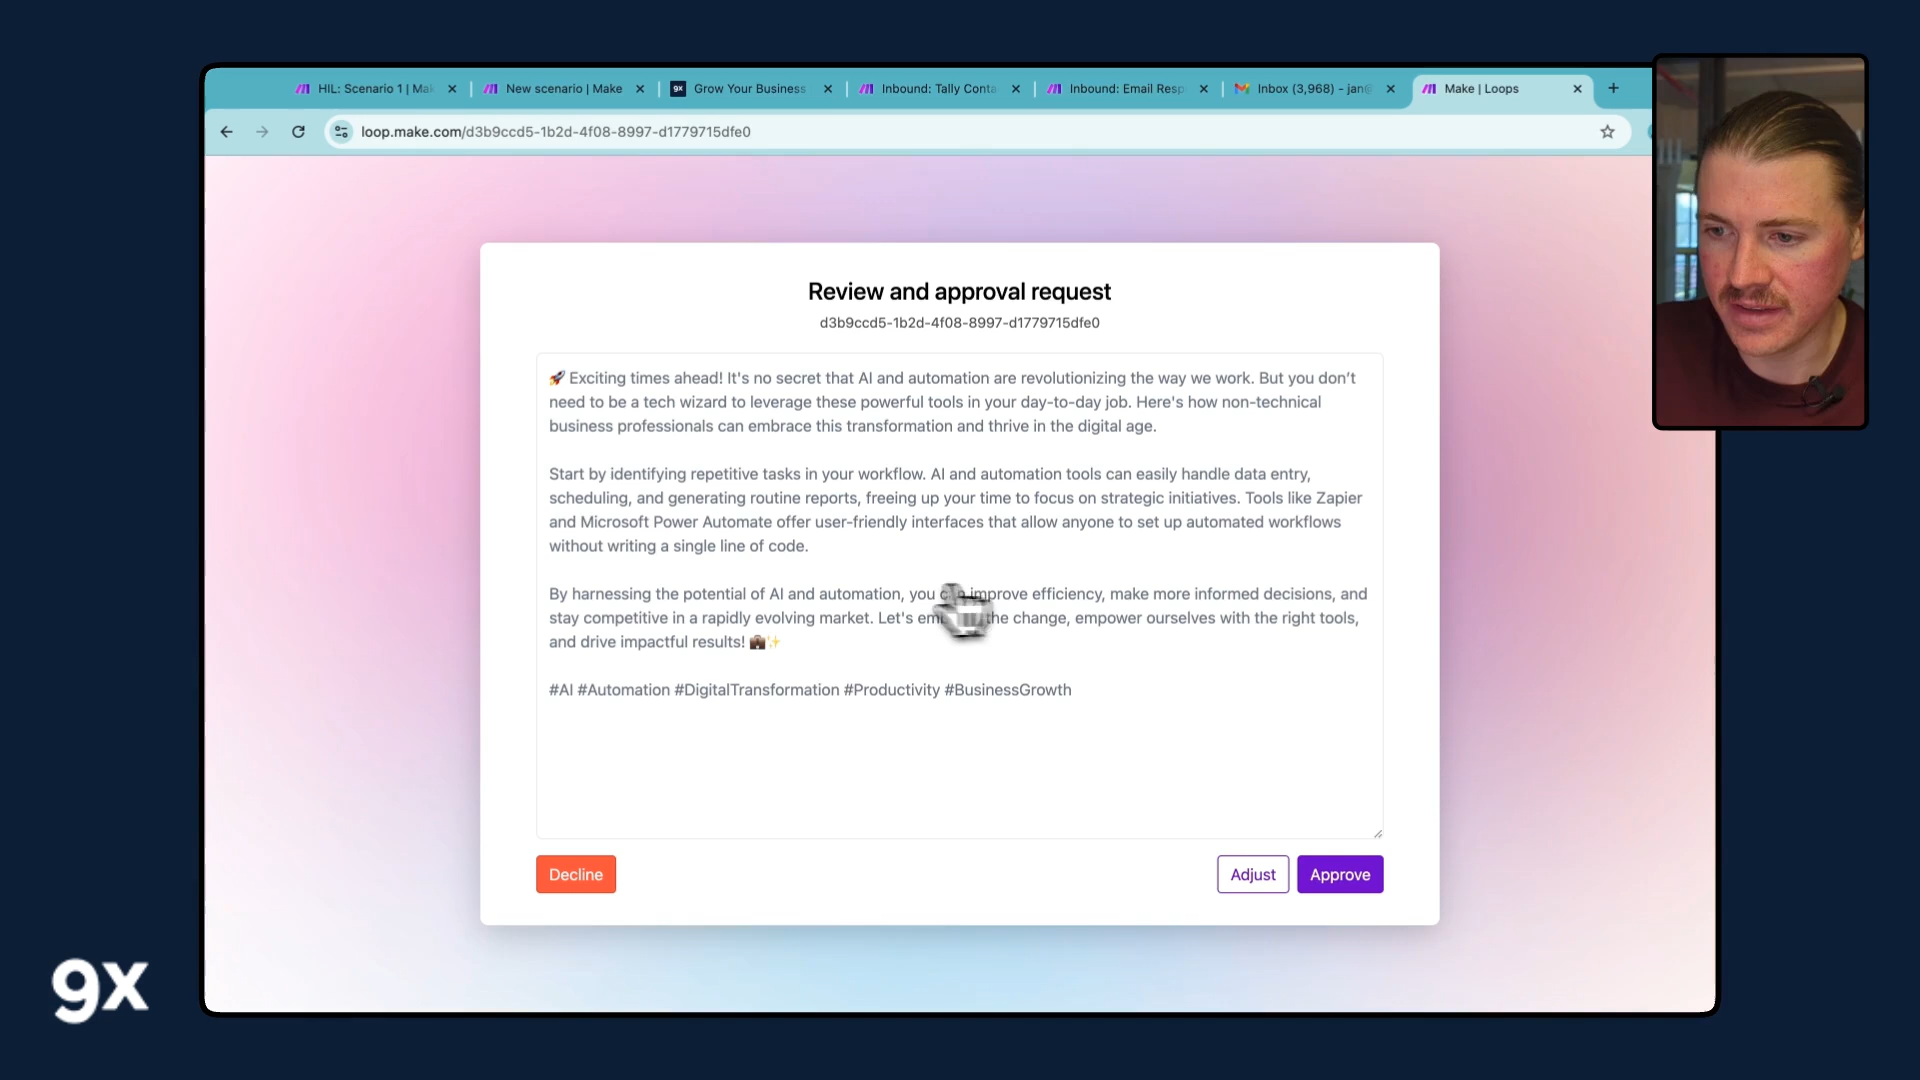 HIL: Scenario 1 | Mak
New scenario | Make
9x Grow Your Business
Inbound: Tally Conta
Inbound: Email Resp
Inbox (3,968) - jan@
Make | Loops
loop.make.com/d3b9ccd5-1b2d-4f08-8997-d1779715dfe0
Review and approval request
d3b9ccd5-1b2d-4f08-8997-d1779715dfe0
🚀 Exciting times ahead! It's no secret that AI and automation are revolutionizing the way we work. But you don’t
need to be a tech wizard to leverage these powerful tools in your day-to-day job. Here's how non-technical
business professionals can embrace this transformation and thrive in the digital age.
Start by identifying repetitive tasks in your workflow. AI and automation tools can easily handle data entry,
scheduling, and generating routine reports, freeing up your time to focus on strategic initiatives. Tools like Zapier
and Microsoft Power Automate offer user-friendly interfaces that allow anyone to set up automated workflows
without writing a single line of code.
By harnessing the potential of AI and automation, you can improve efficiency, make more informed decisions, and
stay competitive in a rapidly evolving market. Let's the change, empower ourselves with the right tools,
and drive impactful results! 💼✨
#AI #Automation #DigitalTransformation #Productivity #BusinessGrowth
Decline
Adjust
Approve
9x